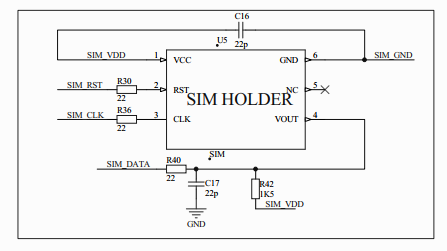 C16
U5
22p
SIM_VDD 1 VCC GND 6 SIM_GND
SIM_RST R30 22 2 RST NC 5
SIM HOLDER
SIM_CLK R36 22 3 CLK VOUT 4
SIM
SIM_DATA R40 22
C17 22p
R42 1K5
SIM_VDD
GND